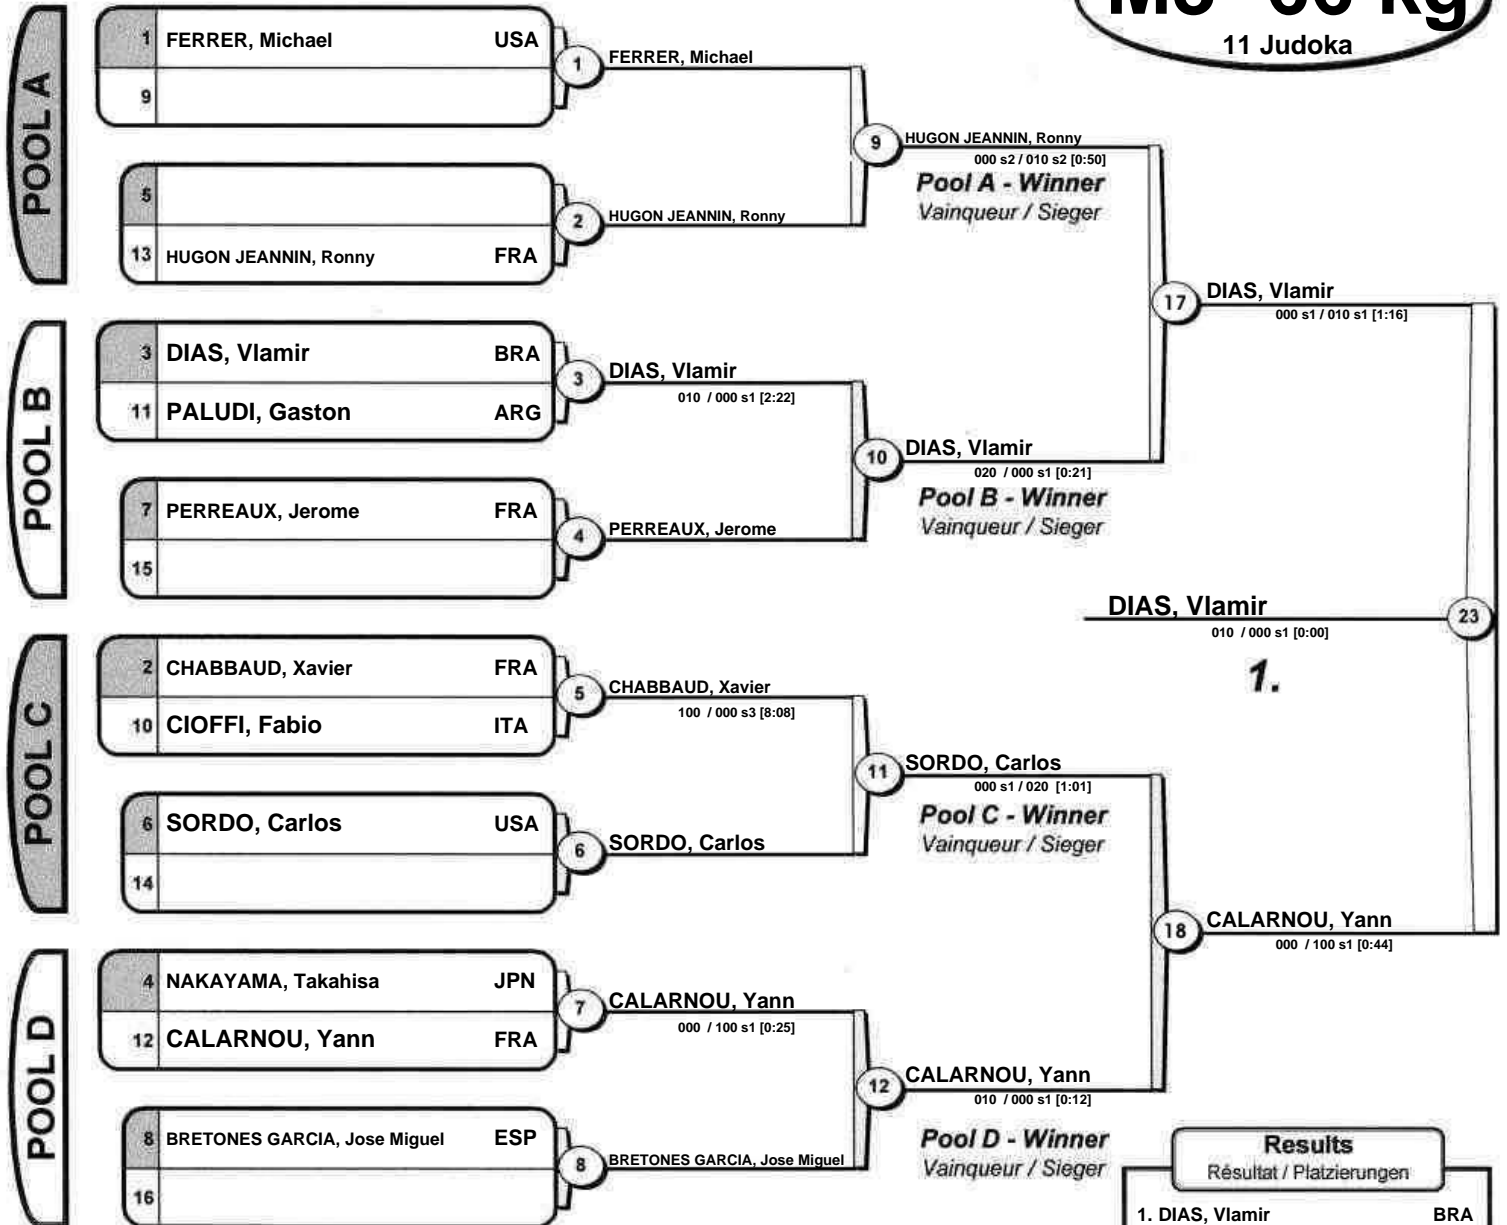 11 Judoka
POOL A
1 FERRER, Michael USA
9
1 FERRER, Michael
5
13 HUGON JEANNIN, Ronny FRA
2 HUGON JEANNIN, Ronny
9 HUGON JEANNIN, Ronny
000 s2 / 010 s2 [0:50]
Pool A - Winner
Vainqueur / Sieger
POOL B
3 DIAS, Vlamir BRA
11 PALUDI, Gaston ARG
3 DIAS, Vlamir
010 / 000 s1 [2:22]
7 PERREAUX, Jerome FRA
15
4 PERREAUX, Jerome
10 DIAS, Vlamir
020 / 000 s1 [0:21]
Pool B - Winner
Vainqueur / Sieger
17 DIAS, Vlamir
000 s1 / 010 s1 [1:16]
POOL C
2 CHABBAUD, Xavier FRA
10 CIOFFI, Fabio ITA
5 CHABBAUD, Xavier
100 / 000 s3 [8:08]
6 SORDO, Carlos USA
14
6 SORDO, Carlos
11 SORDO, Carlos
000 s1 / 020 [1:01]
Pool C - Winner
Vainqueur / Sieger
POOL D
4 NAKAYAMA, Takahisa JPN
12 CALARNOU, Yann FRA
7 CALARNOU, Yann
000 / 100 s1 [0:25]
8 BRETONES GARCIA, Jose Miguel ESP
16
8 BRETONES GARCIA, Jose Miguel
12 CALARNOU, Yann
010 / 000 s1 [0:12]
Pool D - Winner
Vainqueur / Sieger
18 CALARNOU, Yann
000 / 100 s1 [0:44]
DIAS, Vlamir 23
010 / 000 s1 [0:00]
1.
Results
Résultat / Platzierungen
1. DIAS, Vlamir BRA